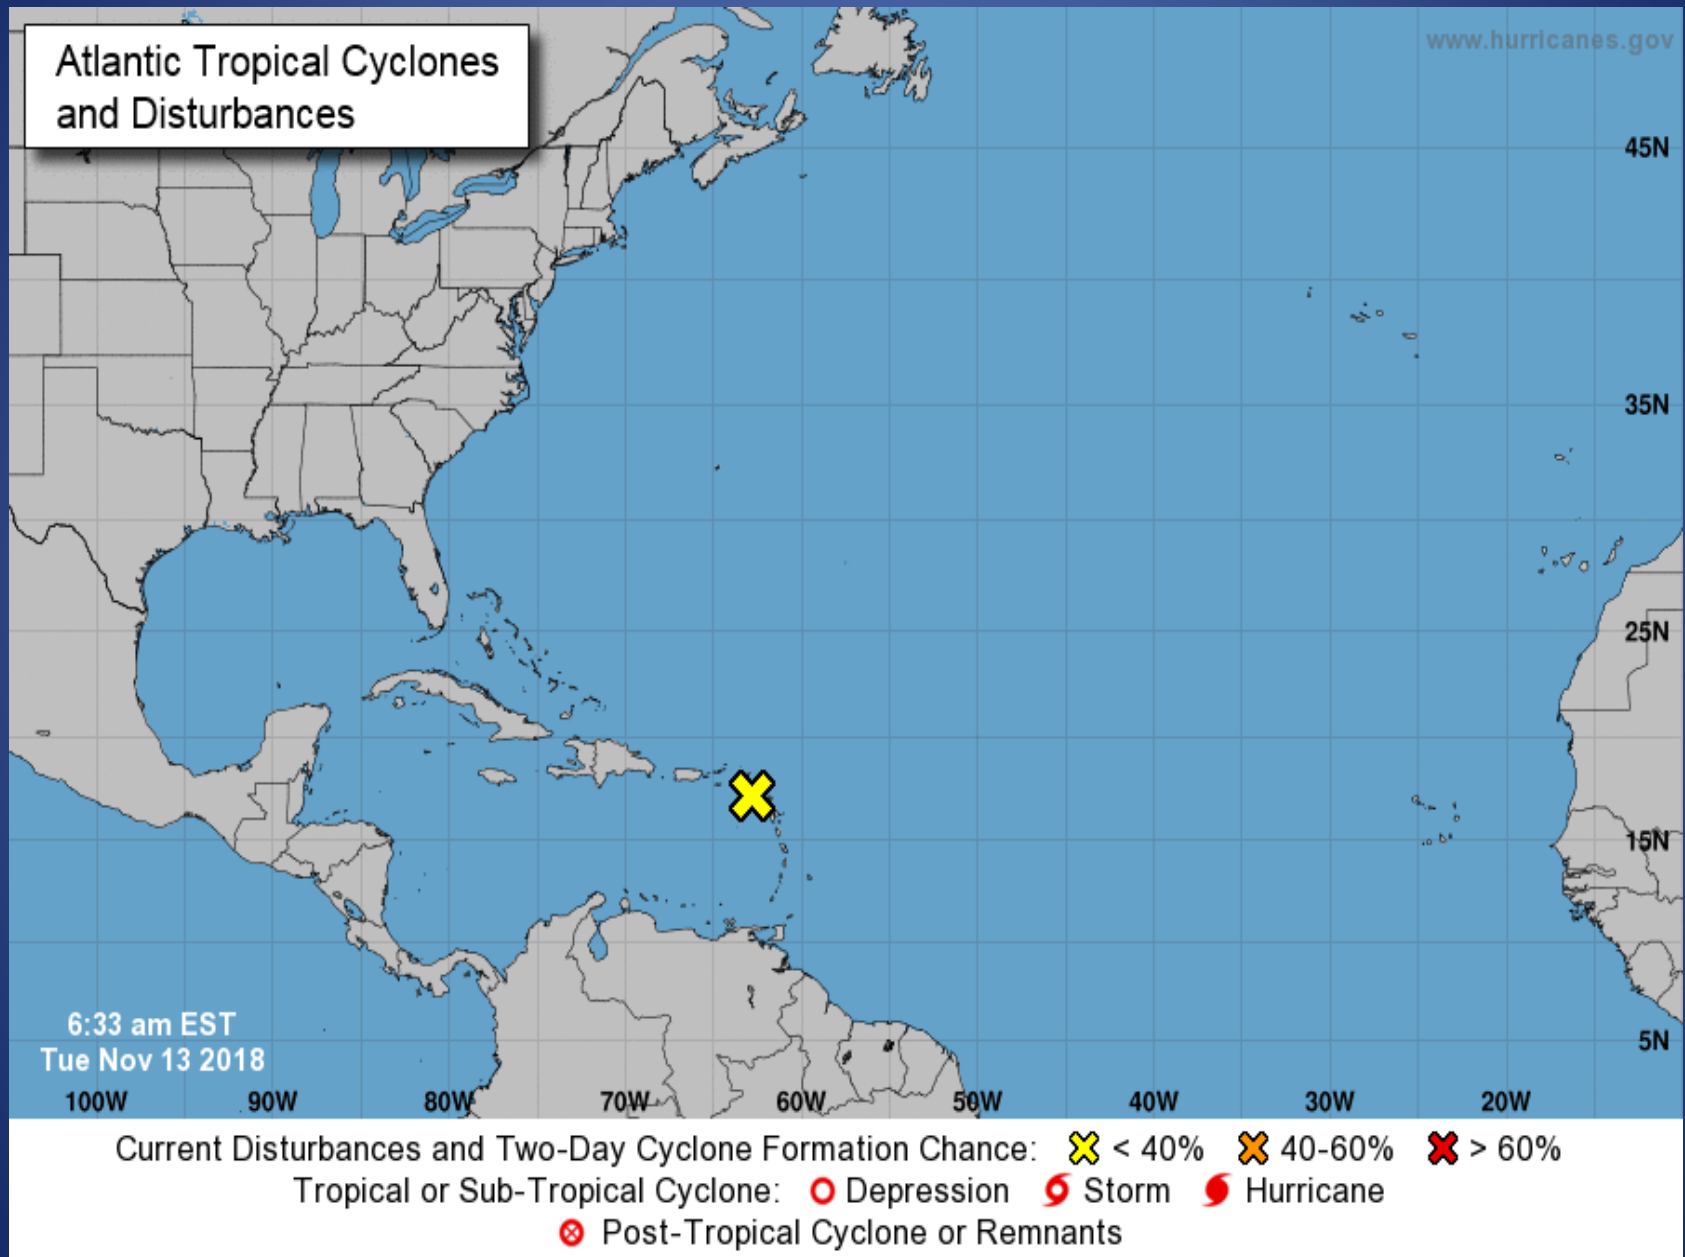 Atlantic Tropical Cyclones
and Disturbances
www.hurricanes.gov
45N
35N
25N
15N
5N
6:33 am EST
Tue Nov 13 2018
100W 90W 80W 70W 60W 50W 40W 30W 20W
Current Disturbances and Two-Day Cyclone Formation Chance: < 40% 40-60% > 60%
Tropical or Sub-Tropical Cyclone: Depression Storm Hurricane
Post-Tropical Cyclone or Remnants